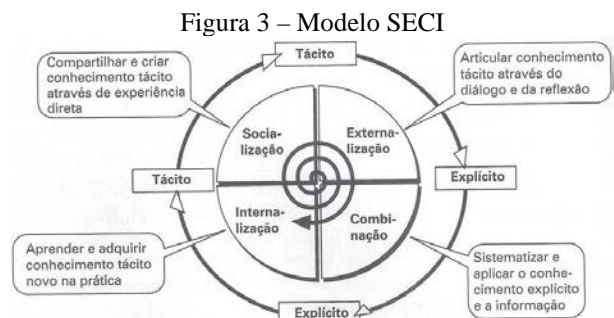 Figura 3 – Modelo SECI
Tácito
Compartilhar e criar
conhecimento tácito
através de experiência
direta
Articular conhecimento
tácito através do
diálogo e da reflexão
Socia-
lização
Externa-
lização
Tácito
Explícito
Interna-
lização
Combi-
nação
Aprender e adquirir
conhecimento tácito
novo na prática
Sistematizar e
aplicar o conhe-
cimento explícito
e a informação
Explícito